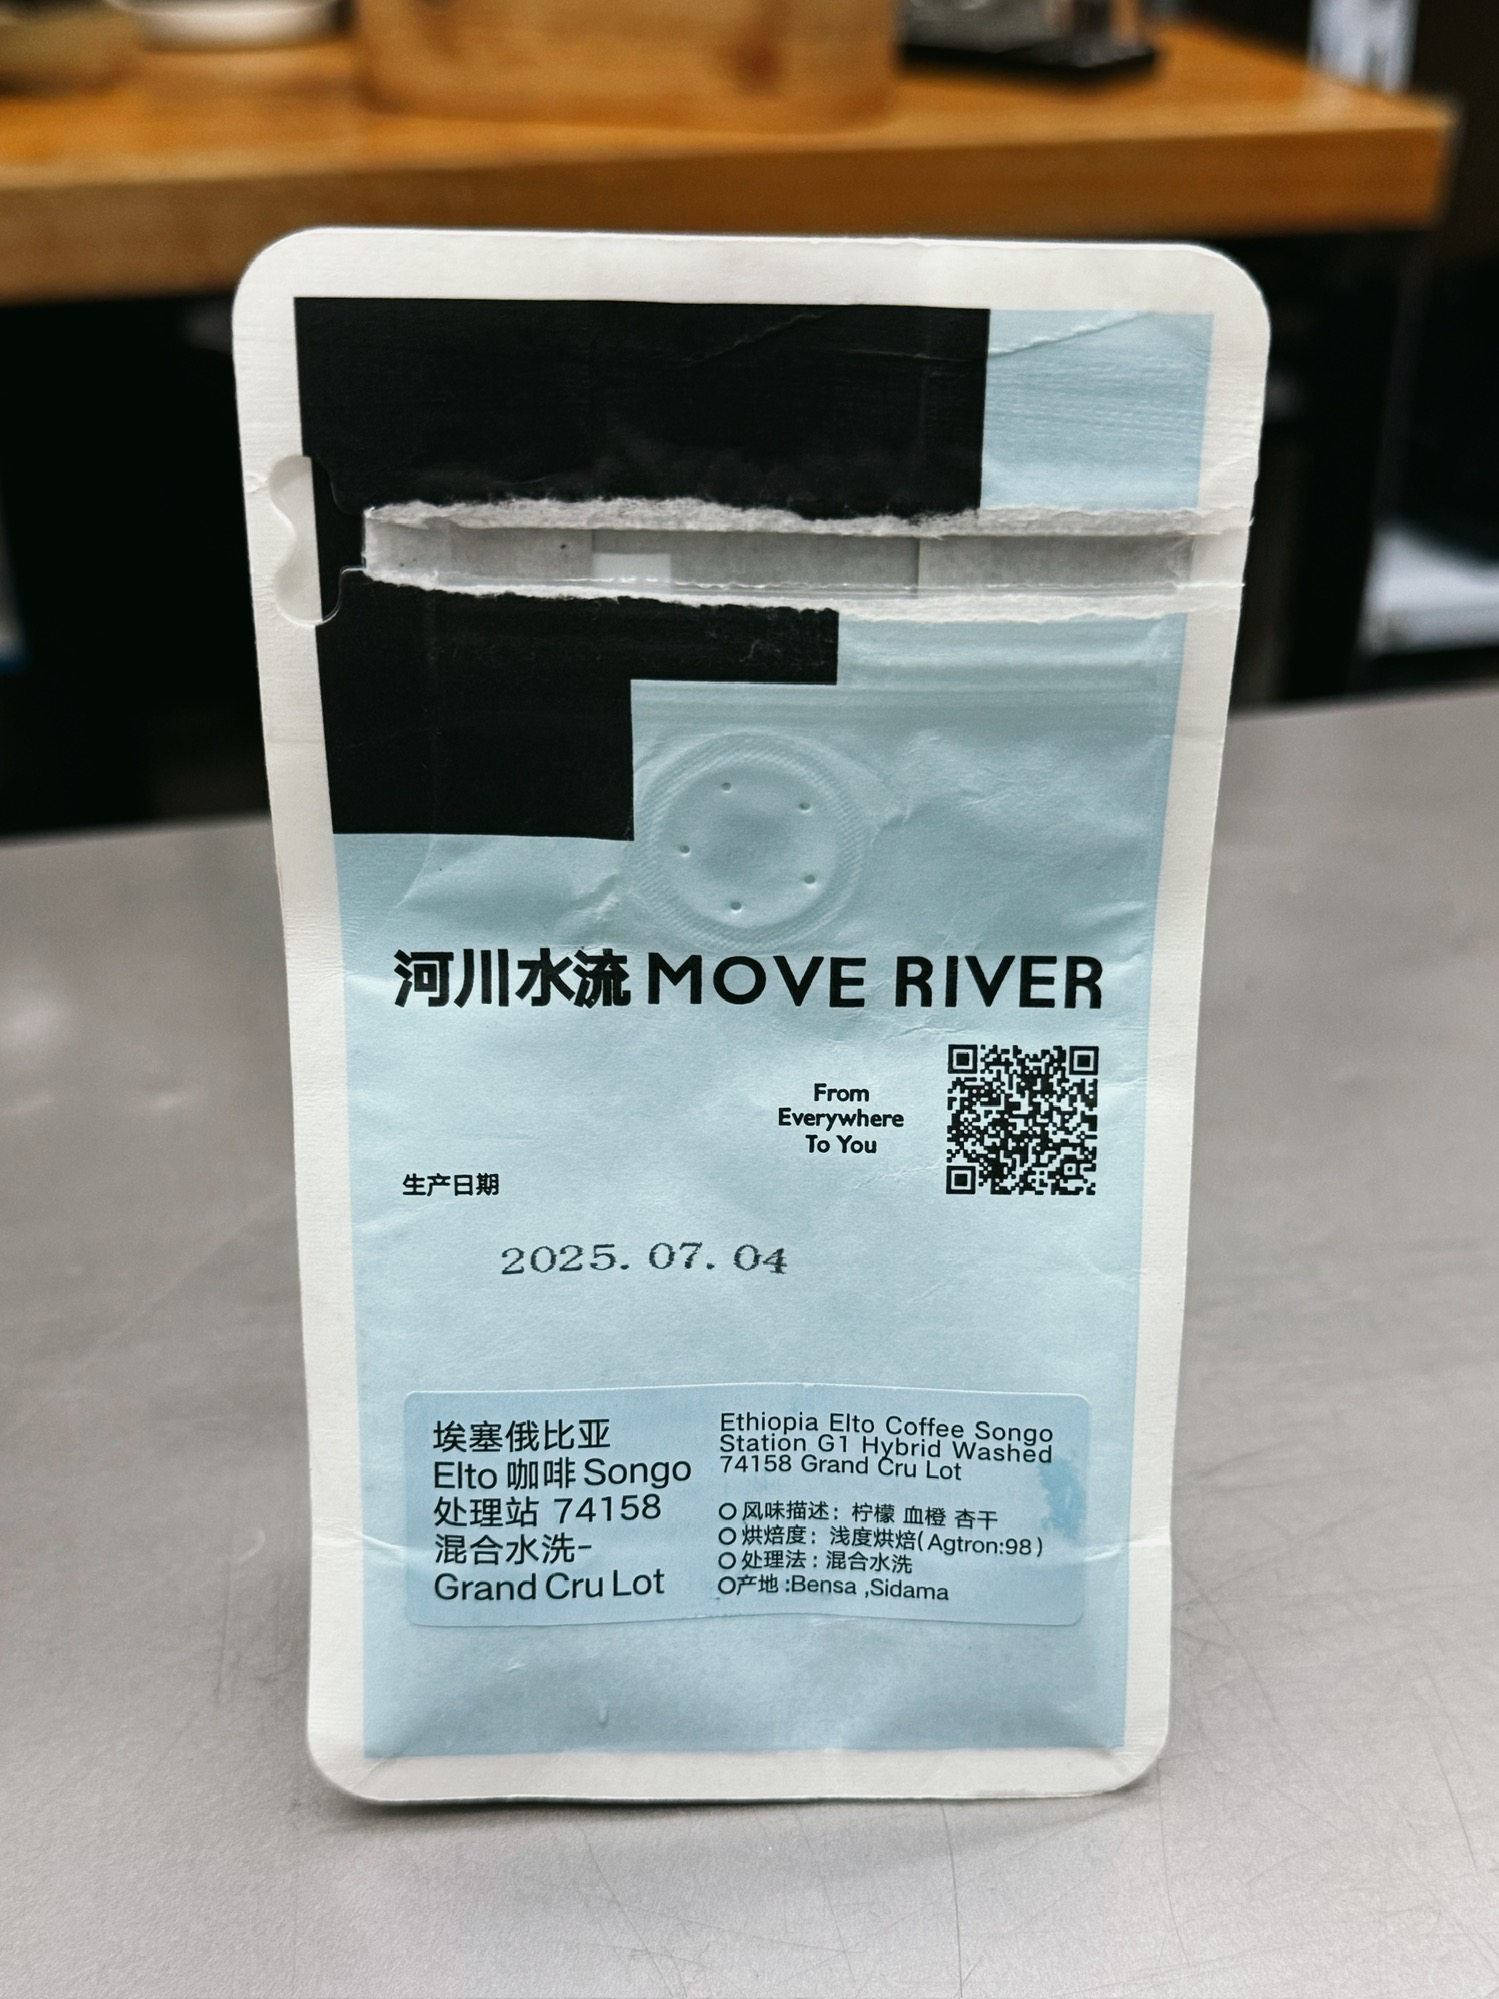 河川水流 MOVE RIVER
From
Everywhere
To You
生产日期
2025. 07. 04
埃塞俄比亚
Elto 咖啡 Songo
处理站 74158
混合水洗-
Grand Cru Lot
Ethiopia Elto Coffee Songo
Station G1 Hybrid Washed
74158 Grand Cru Lot
风味描述：柠檬 血橙 杏干
烘焙度：浅度烘焙(Agtron:98)
处理法：混合水洗
产地:Bensa ,Sidama